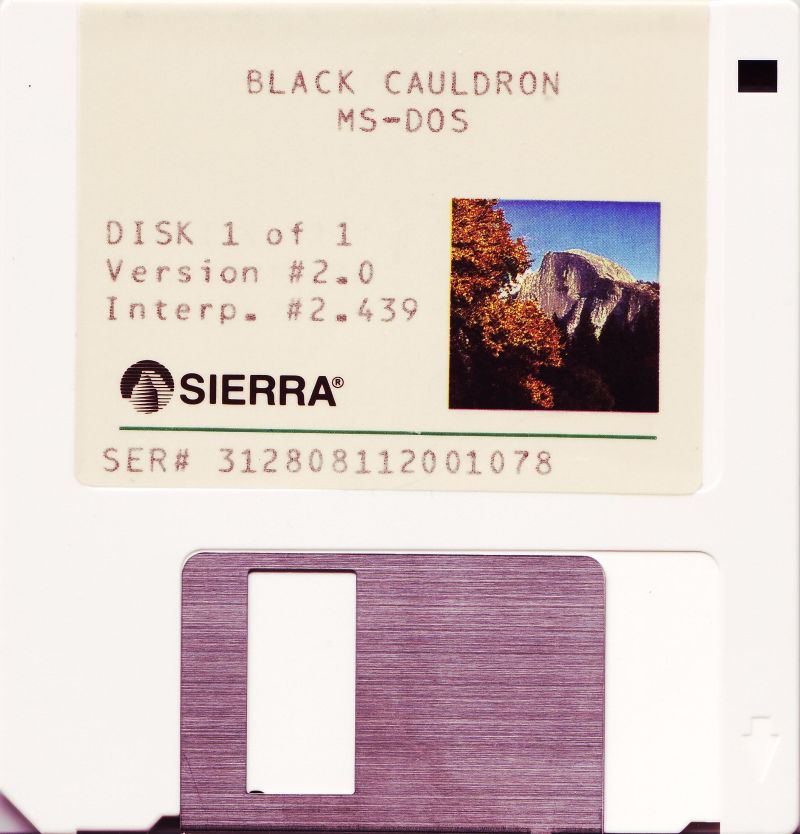 BLACK CAULDRON
MS-DOS
DISK 1 of 1
Version #2.0
Interp. #2.439
SIERRA®
SER# 312808112001078